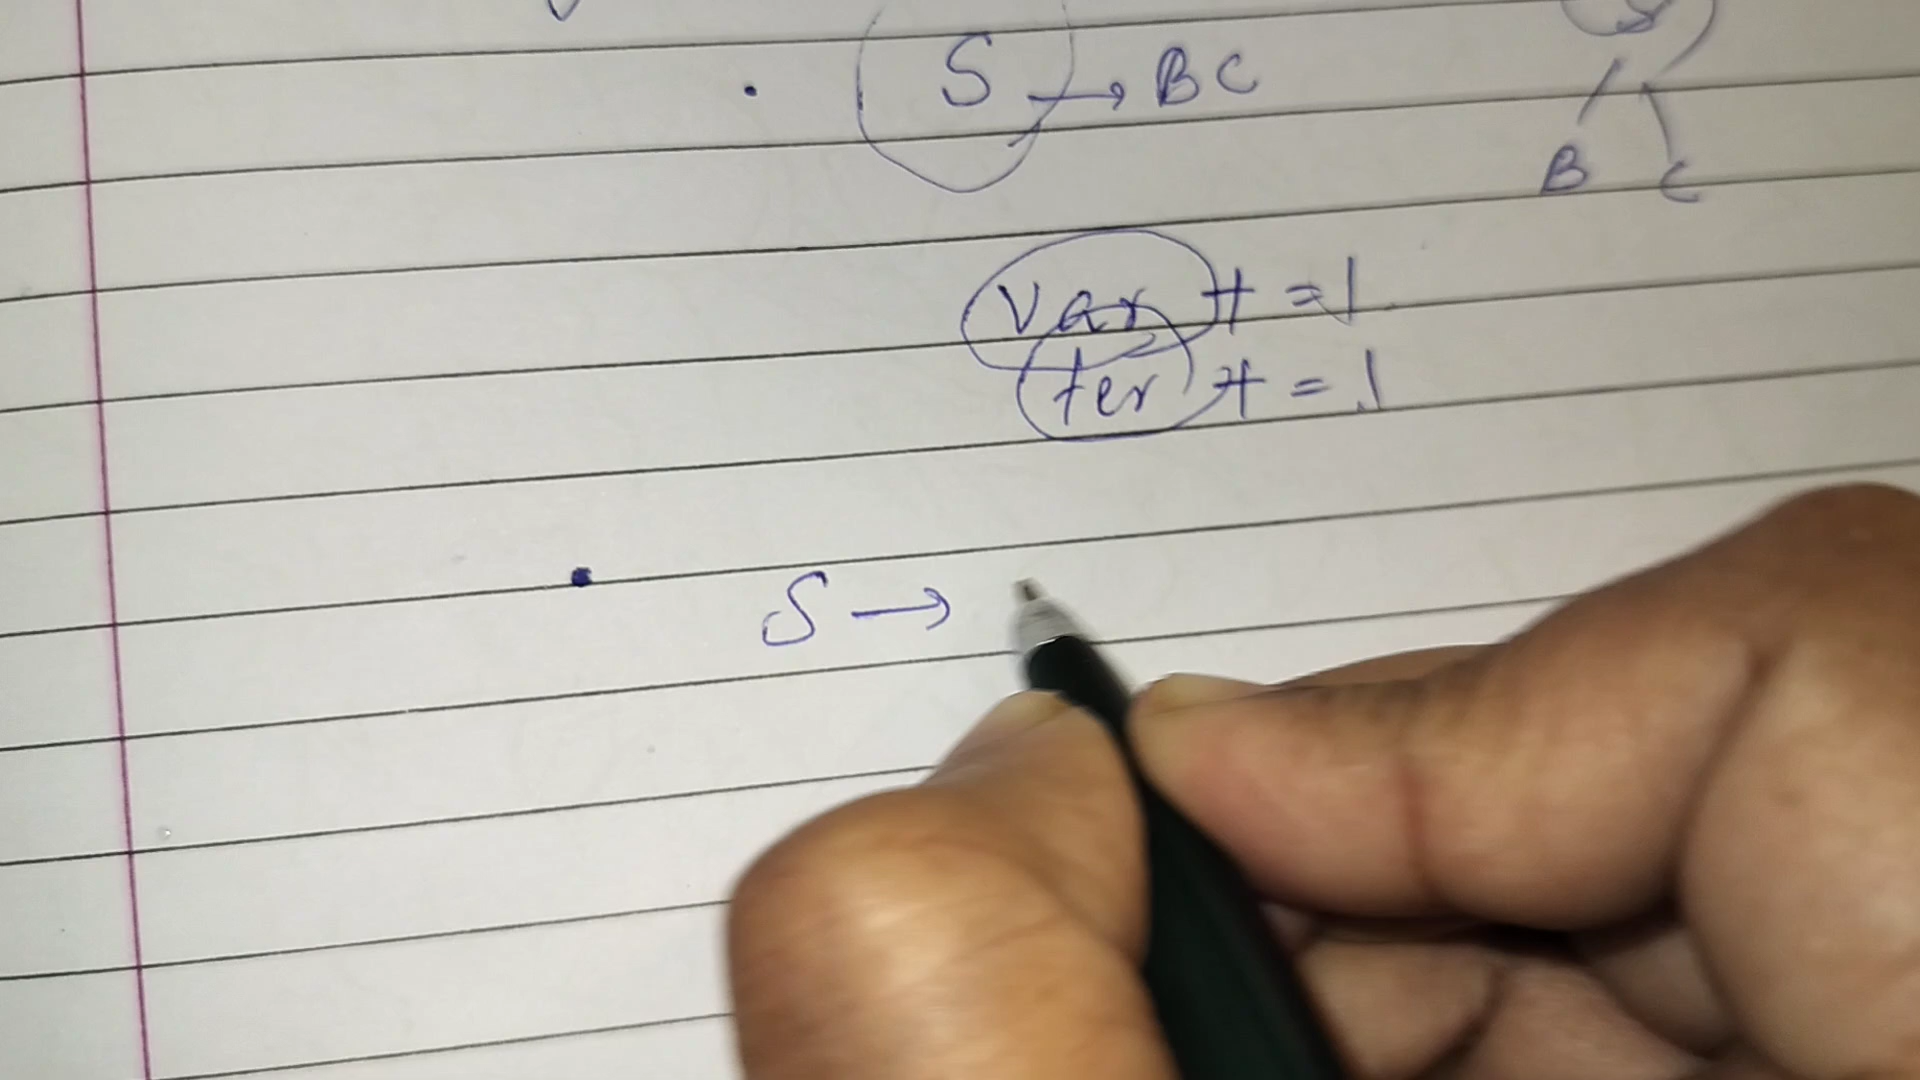 S → BC
S
B C
var # = 1
ter # = 1
S →